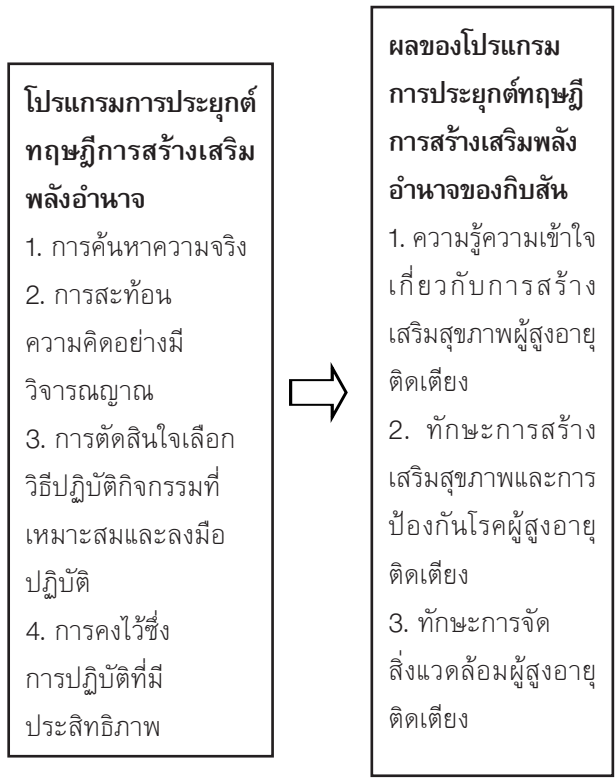 โปรแกรมการประยุกต์
ทฤษฎีการสร้างเสริม
พลังอำนาจ
1. การค้นหาความจริง
2. การสะท้อน
ความคิดอย่างมี
วิจารณญาณ
3. การตัดสินใจเลือก
วิธีปฏิบัติกิจกรรมที่
เหมาะสมและลงมือ
ปฏิบัติ
4. การคงไว้ซึ่ง
การปฏิบัติที่มี
ประสิทธิภาพ
ผลของโปรแกรม
การประยุกต์ทฤษฎี
การสร้างเสริมพลัง
อำนาจของกิบสัน
1. ความรู้ความเข้าใจ
เกี่ยวกับการสร้าง
เสริมสุขภาพผู้สูงอายุ
ติดเตียง
2. ทักษะการสร้าง
เสริมสุขภาพและการ
ป้องกันโรคผู้สูงอายุ
ติดเตียง
3. ทักษะการจัด
สิ่งแวดล้อมผู้สูงอายุ
ติดเตียง